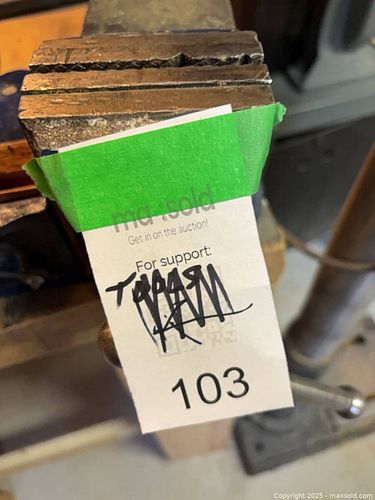 maxsold
Get in on the auction!
For support:
103
Copyright 2025 - maxsold.com